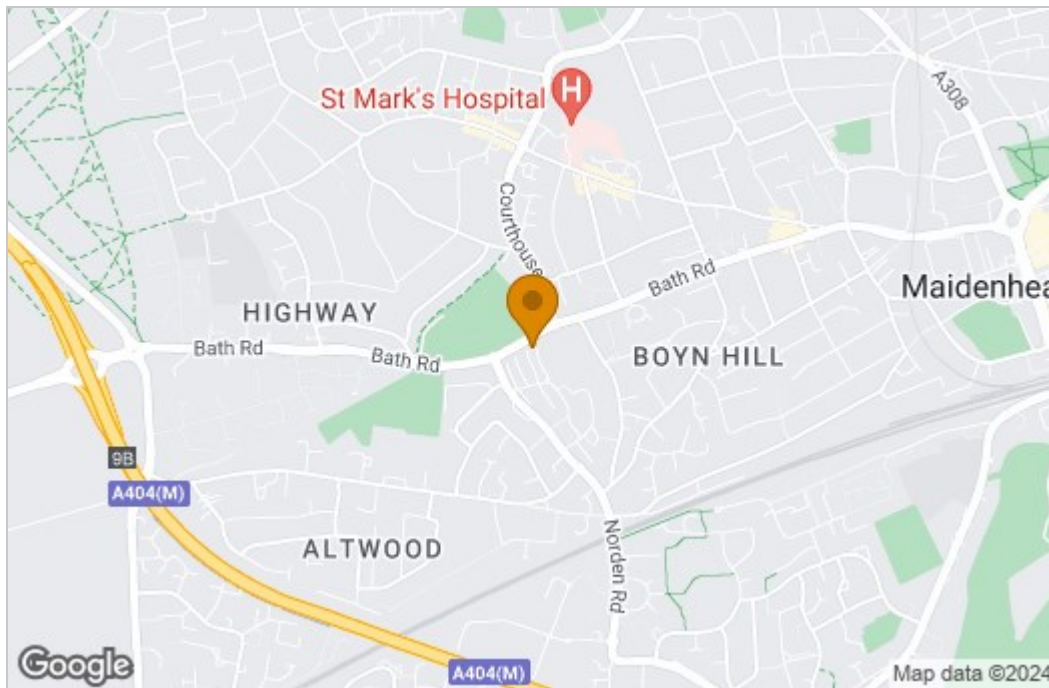 A308
St Mark's Hospital
H
Courthouse
Bath Rd
Maidenhea
HIGHWAY
Bath Rd
Bath Rd
BOYN HILL
9B
A404(M)
ALTWOOD
Norden Rd
A404(M)
Google
Map data ©2024